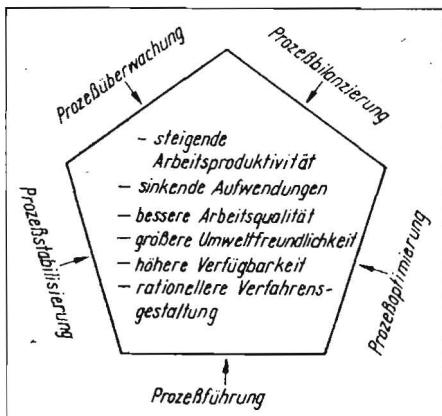 Prozeßüberwachung
Prozeßbilanzierung
– steigende
Arbeitsproduktivität
– sinkende Aufwendungen
– bessere Arbeitsqualität
– größere Umweltfreundlichkeit
– höhere Verfügbarkeit
– rationellere Verfahrens-
gestaltung
Prozeßstabilisierung
Prozeßoptimierung
Prozeßführung